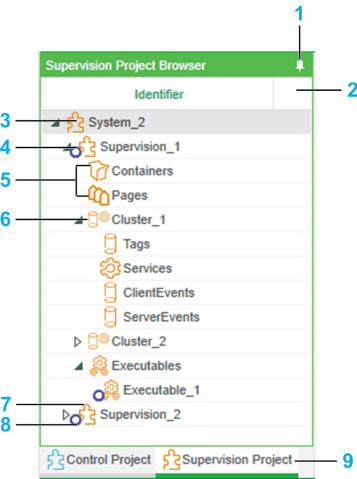 1
Supervision Project Browser
Identifier
2
3 System_2
4 Supervision_1
5 Containers
Pages
6 Cluster_1
Tags
Services
ClientEvents
ServerEvents
Cluster_2
Executables
Executable_1
7
Supervision_2
8
Control Project Supervision Project 9